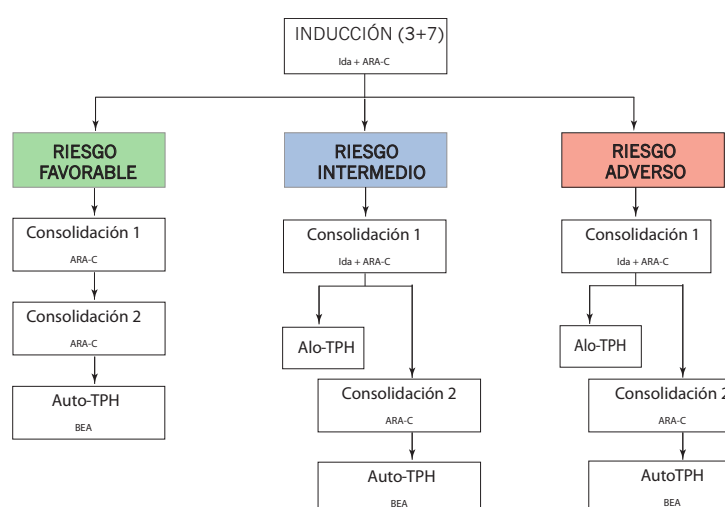 INDUCCIÓN (3+7)
Ida + ARA-C
RIESGO
FAVORABLE
RIESGO
INTERMEDIO
RIESGO
ADVERSO
Consolidación 1
ARA-C
Consolidación 1
Ida + ARA-C
Consolidación 1
Ida + ARA-C
Consolidación 2
ARA-C
Alo-TPH
Alo-TPH
Auto-TPH
BEA
Consolidación 2
ARA-C
Consolidación 2
ARA-C
Auto-TPH
BEA
AutoTPH
BEA